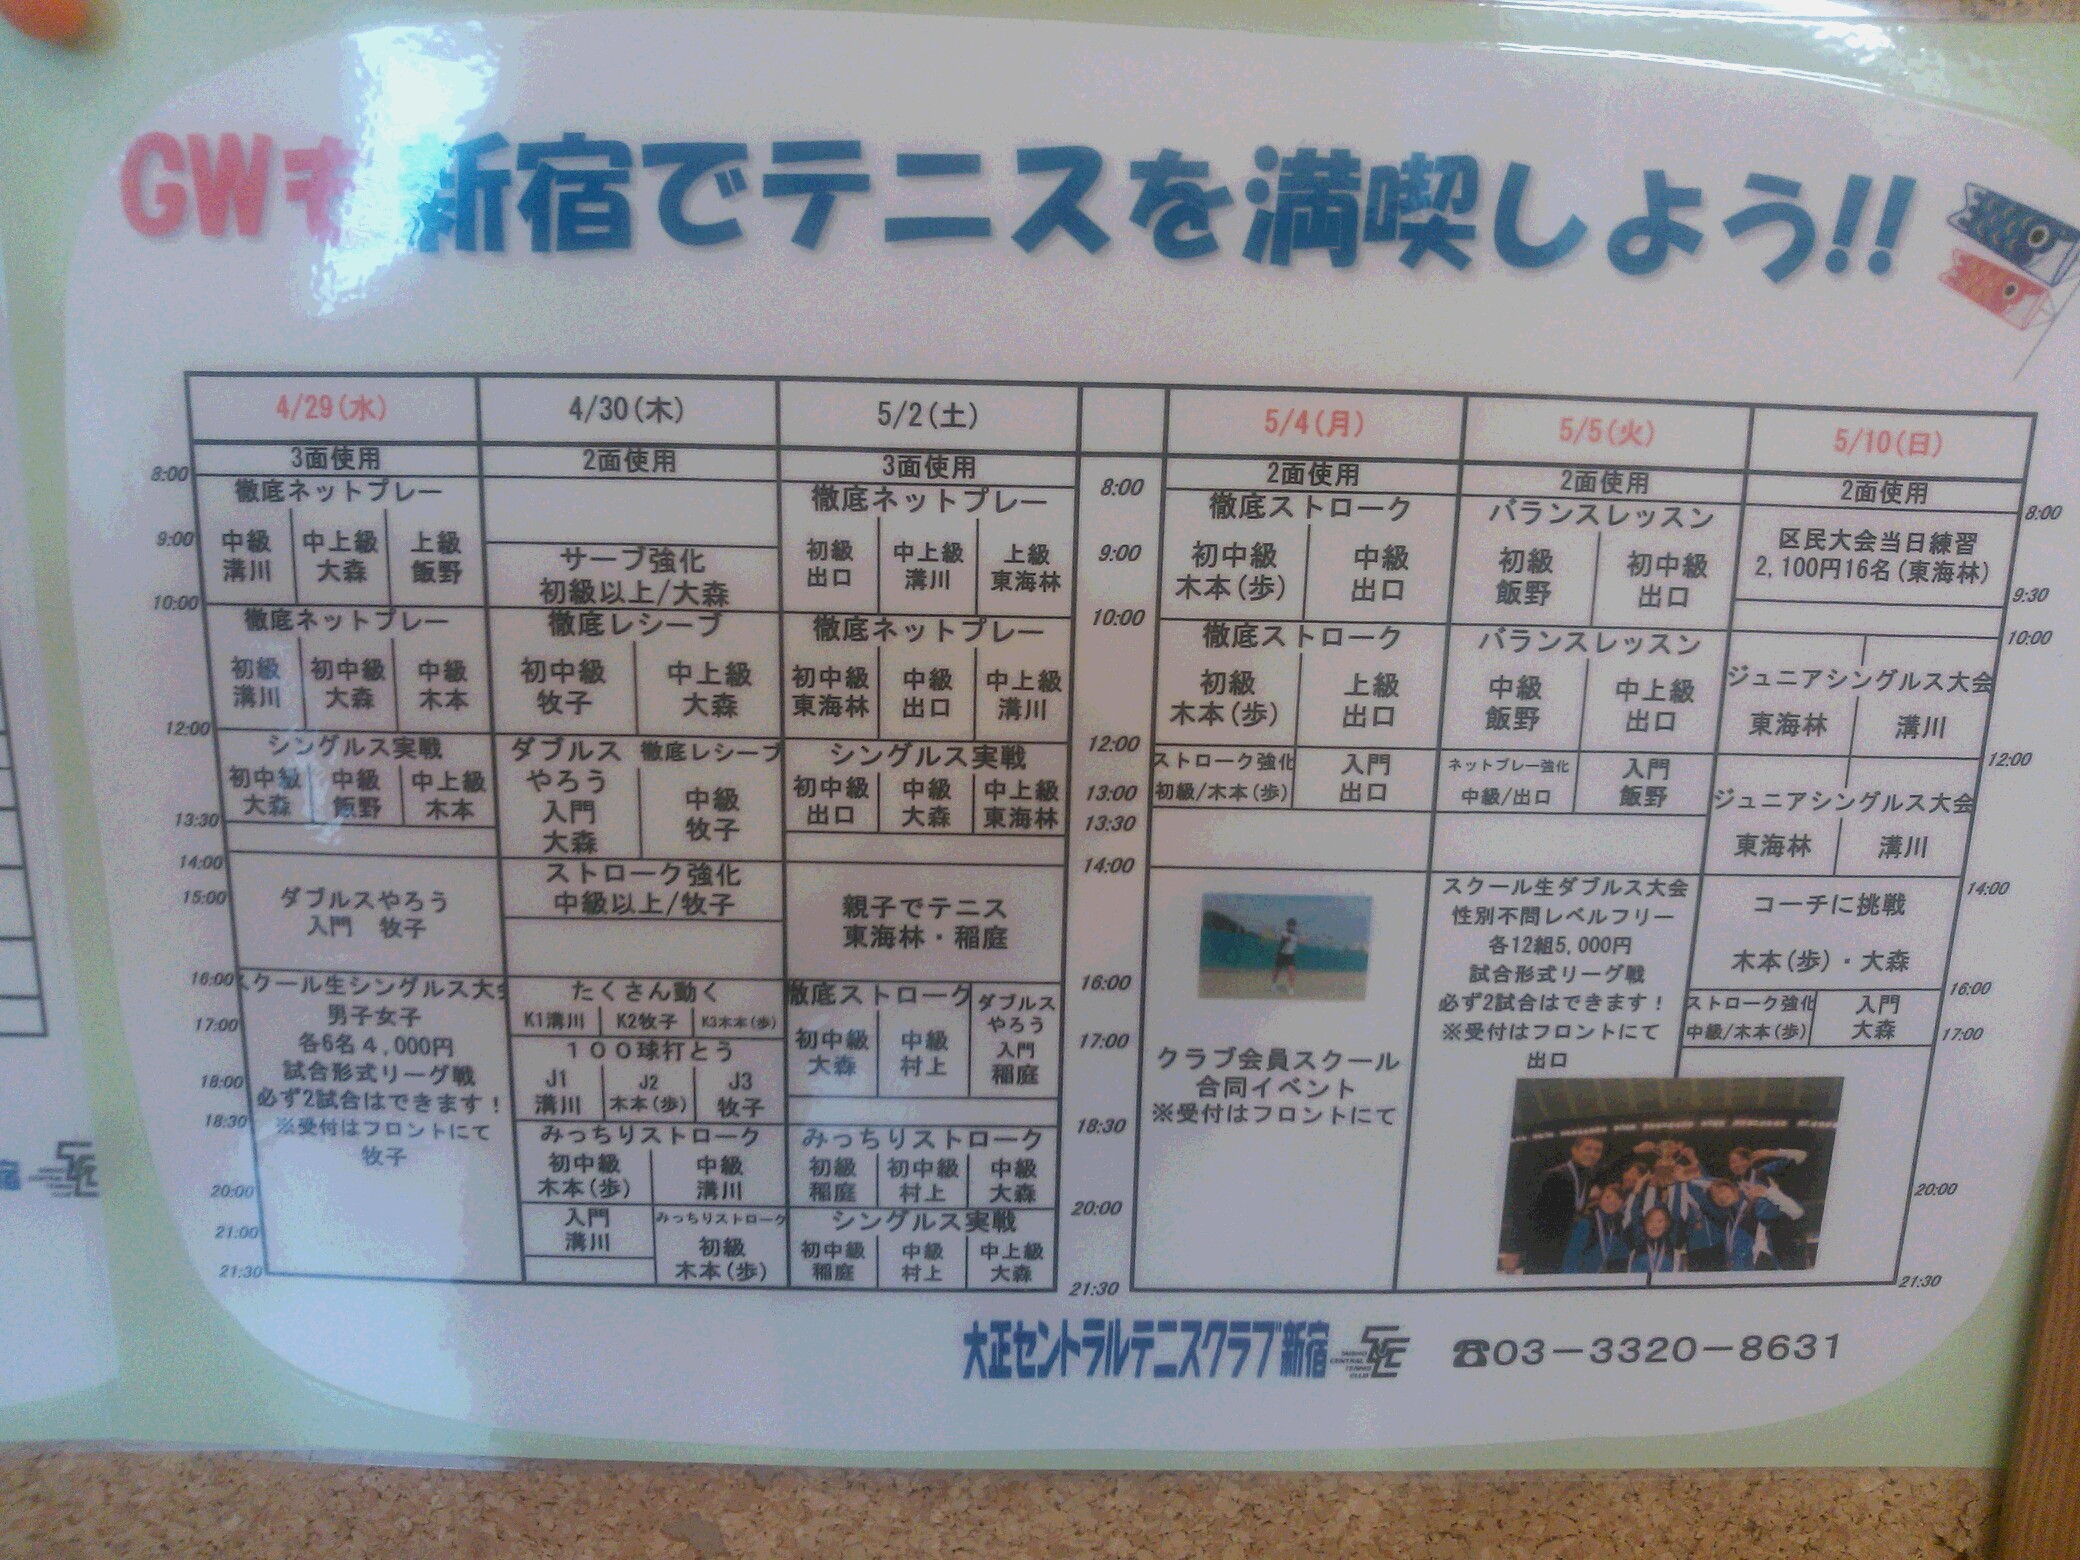 GWも新宿でテニスを満喫しよう!!
4/29(水) 4/30(木) 5/2(土) 5/4(月) 5/5(火) 5/10(日)
3面使用 2面使用 3面使用 2面使用 2面使用 2面使用
8:00
徹底ネットプレー
中級 中上級 上級
溝川 大森 飯野
9:00
10:00
徹底ネットプレー
初級 初中級 中級
溝川 大森 木本
12:00
シングルス実戦
初中級 中級 中上級
大森 飯野 木本
13:30
14:00
15:00
ダブルスやろう
入門 牧子
16:00
スクール生シングルス大会
男子女子
各6名4,000円
試合形式リーグ戦
必ず2試合はできます!
※受付はフロントにて
牧子
17:00
18:00
18:30
20:00
21:00
21:30
サーブ強化
初級以上/大森
徹底レシーブ
初中級 中上級
牧子 大森
ダブルス
やろう
入門
大森
徹底レシーブ
中級
牧子
ストローク強化
中級以上/牧子
たくさん動く
K1溝川 K2牧子 K3木本(歩)
100球打とう
J1 J2 J3
溝川 木本(歩) 牧子
みっちりストローク
初中級 中級
木本(歩) 溝川
入門
溝川
みっちりストローク
初級
木本(歩)
徹底ネットプレー
初級 中上級 上級
出口 溝川 東海林
徹底ネットプレー
初中級 中級 中上級
東海林 出口 溝川
シングルス実戦
初中級 中級 中上級
出口 大森 東海林
親子でテニス
東海林・稲庭
徹底ストローク
初中級 中級
大森 村上
ダブルス
やろう
入門
稲庭
みっちりストローク
初級 初中級 中級
稲庭 村上 大森
シングルス実戦
初中級 中級 中上級
稲庭 村上 大森
8:00
9:00
10:00
12:00
13:00
13:30
14:00
16:00
17:00
18:30
20:00
21:30
徹底ストローク
初中級 中級
木本(歩) 出口
徹底ストローク
初級 上級
木本(歩) 出口
ストローク強化 入門
初級/木本(歩) 出口
クラブ会員スクール
合同イベント
※受付はフロントにて
バランスレッスン
初級 初中級
飯野 出口
バランスレッスン
中級 中上級
飯野 出口
ネットプレー強化 入門
中級/出口 飯野
スクール生ダブルス大会
性別不問レベルフリー
各12組5,000円
試合形式リーグ戦
必ず2試合はできます!
※受付はフロントにて
出口
区民大会当日練習
2,100円16名(東海林)
ジュニアシングルス大会
東海林 溝川
ジュニアシングルス大会
東海林 溝川
コーチに挑戦
木本(歩)・大森
ストローク強化 入門
中級/木本(歩) 大森
8:00
9:30
10:00
12:00
14:00
16:00
17:00
20:00
21:30
大正セントラルテニスクラブ新宿
TAISHO
CENTRAL
TENNIS
CLUB
☎03-3320-8631